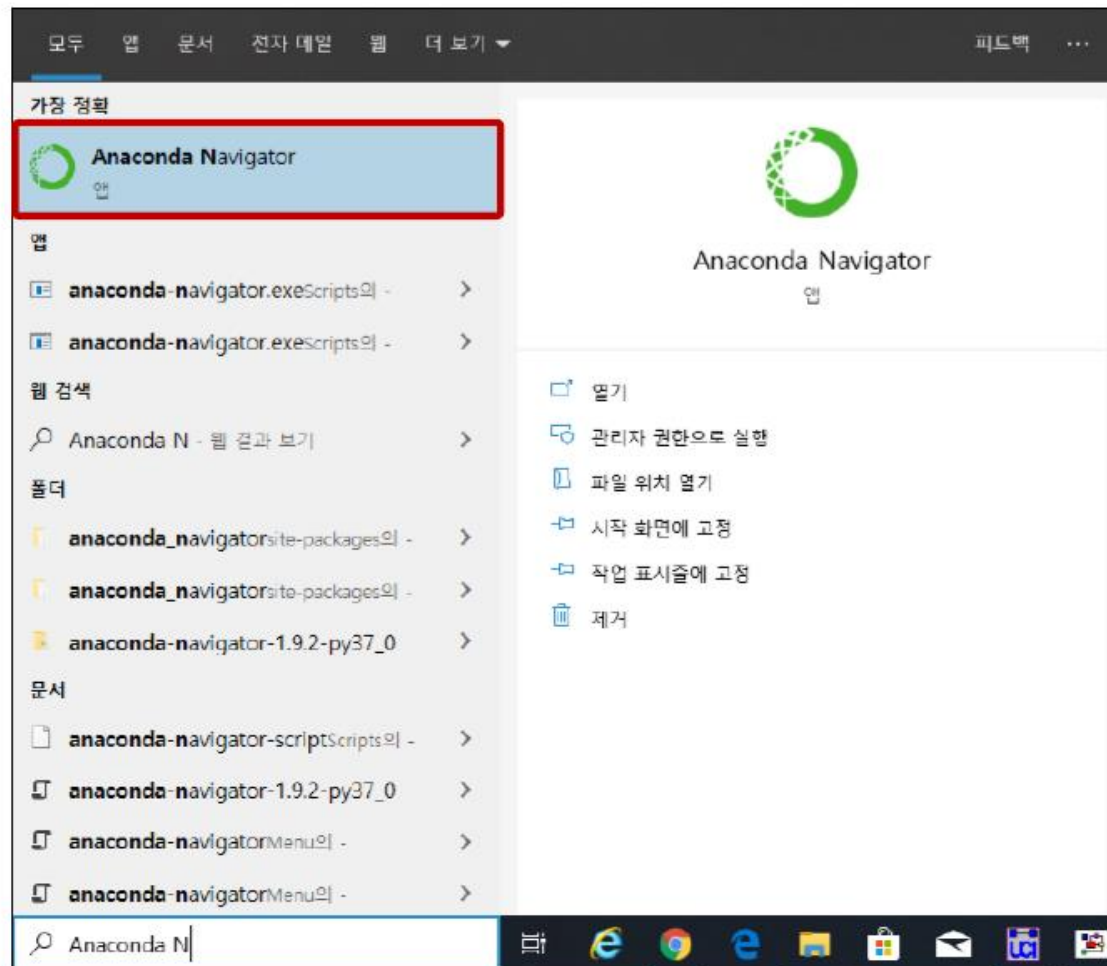 모두 앱 문서 전자 메일 웹 더 보기 피드백 ...
가장 정확
Anaconda Navigator
앱
앱
anaconda-navigator.exeScripts의 -
anaconda-navigator.exeScripts의 -
웹 검색
Anaconda N - 웹 결과 보기
폴더
anaconda_navigatorsite-packages의 -
anaconda_navigatorsite-packages의 -
anaconda-navigator-1.9.2-py37_0
문서
anaconda-navigator-scriptScripts의 -
anaconda-navigator-1.9.2-py37_0
anaconda-navigatorMenu의 -
anaconda-navigatorMenu의 -
Anaconda N
Anaconda Navigator
앱
열기
관리자 권한으로 실행
파일 위치 열기
시작 화면에 고정
작업 표시줄에 고정
제거
UCI